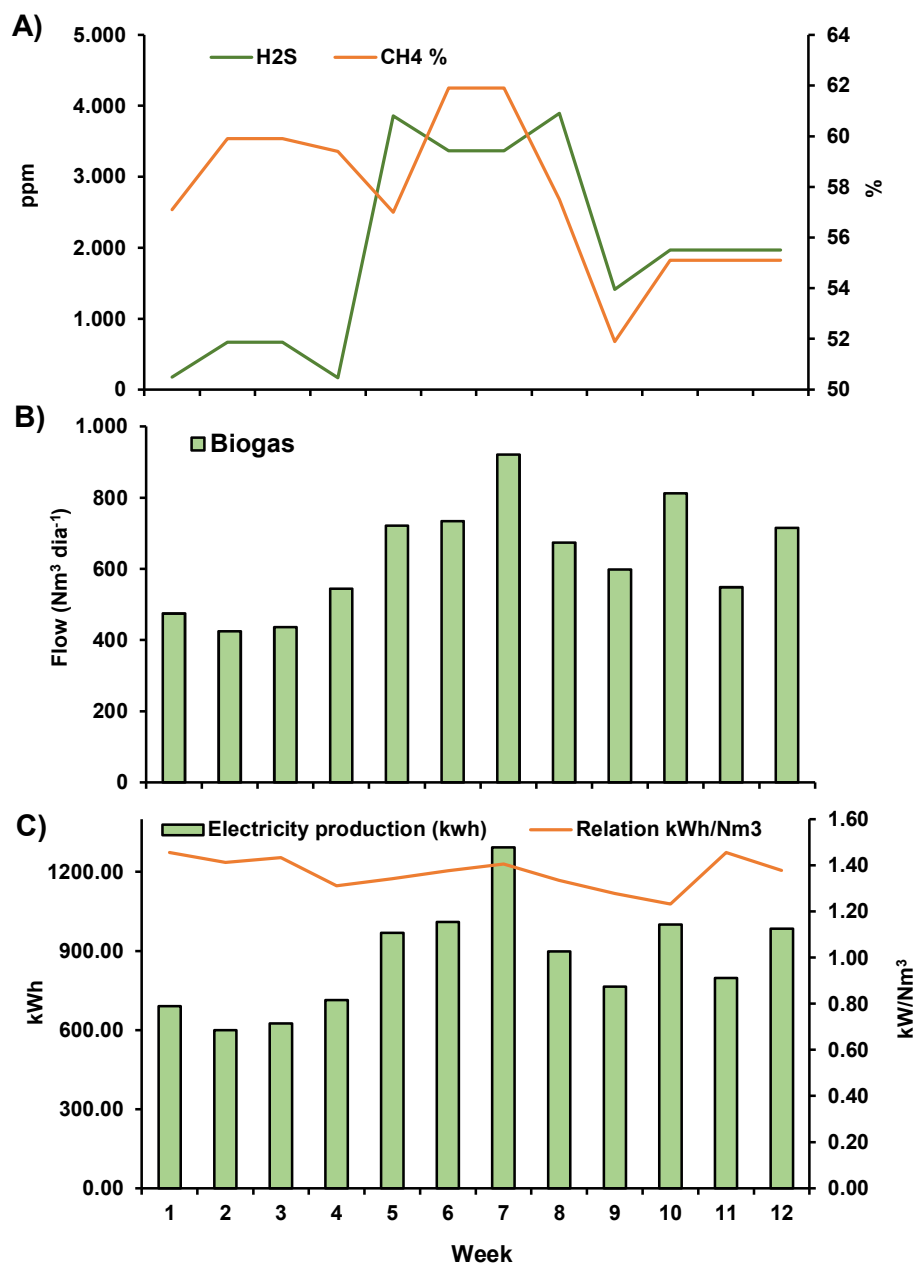 A)
H2S CH4 %
5.000
4.000
3.000
2.000
1.000
0
ppm
64
62
60
58
56
54
52
50
%
B)
Biogas
1.000
800
600
400
200
0
Flow (Nm³ dia⁻¹)
C)
Electricity production (kwh) Relation kWh/Nm3
1200.00
900.00
600.00
300.00
0.00
kWh
1.60
1.40
1.20
1.00
0.80
0.60
0.40
0.20
0.00
kW/Nm³
1 2 3 4 5 6 7 8 9 10 11 12
Week